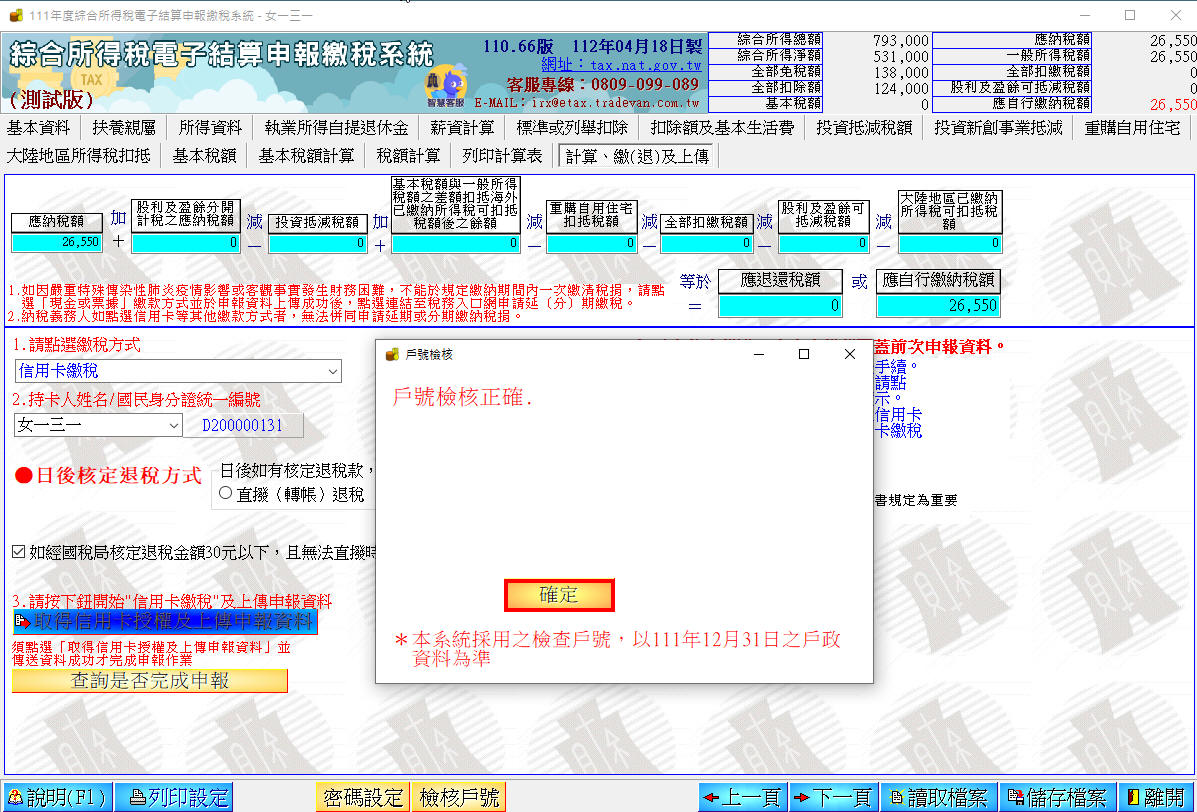 111年度綜合所得稅電子結算申報繳稅系統 - 女一三一
綜合所得稅電子結算申報繳稅系統
TAX
(測試版)
智慧客服
110.66版 112年04月18日製
網址：tax.nat.gov.tw
客服專線：0809-099-089
E-MAIL：irx@etax.tradevan.com.tw
綜合所得總額 793,000 應納稅額 26,550
綜合所得淨額 531,000 一般所得稅額 26,550
全部免稅額 138,000 全部扣繳稅額 0
全部扣除額 124,000 股利及盈餘可抵減稅額 0
基本稅額 0 應自行繳納稅額 26,550
基本資料 扶養親屬 所得資料 執業所得自提退休金 薪資計算 標準或列舉扣除 扣除額及基本生活費 投資抵減稅額 投資新創事業抵減 重購自用住宅
大陸地區所得稅扣抵 基本稅額 基本稅額計算 稅額計算 列印計算表 計算、繳(退)及上傳
應納稅額
26,550
加
＋
股利及盈餘分開
計稅之應納稅額
0
減
－
投資抵減稅額
0
加
＋
基本稅額與一般所得
稅額之差額扣抵海外
已繳納所得稅可扣抵
稅額後之餘額
0
減
－
重購自用住宅
扣抵稅額
0
減
－
全部扣繳稅額
0
減
－
股利及盈餘可
抵減稅額
0
減
－
大陸地區已繳納
所得稅可扣抵稅
額
0
等於
＝
應退還稅額
0
或
應自行繳納稅額
26,550
1.如因嚴重特殊傳染性肺炎疫情影響或客觀事實發生財務困難，不能於規定繳納期間內一次繳清稅捐，請點
選「現金或票據」繳款方式並於申報資料上傳成功後，點選連結至稅務入口網申請延（分）期繳稅。
2.納稅義務人如點選信用卡等其他繳款方式者，無法併同申請延期或分期繳納稅捐。
1.請點選繳稅方式
信用卡繳稅
2.持卡人姓名/國民身分證統一編號
女一三一 D200000131
●日後核定退稅方式
日後如有核定退稅款，
直撥（轉帳）退稅
如經國稅局核定退稅金額30元以下，且無法直撥時
3.請按下鈕開始"信用卡繳稅"及上傳申報資料
取得信用卡授權及上傳申報資料
須點選「取得信用卡授權及上傳申報資料」並
傳送資料成功才完成申報作業
查詢是否完成申報
戶號檢核
戶號檢核正確.
確定
＊本系統採用之檢查戶號，以111年12月31日之戶政
資料為準
蓋前次申報資料。
手續。
請點
示。
信用卡
卡繳稅
書規定為重要
說明(F1) 列印設定 密碼設定 檢核戶號 上一頁 下一頁 讀取檔案 儲存檔案 離開